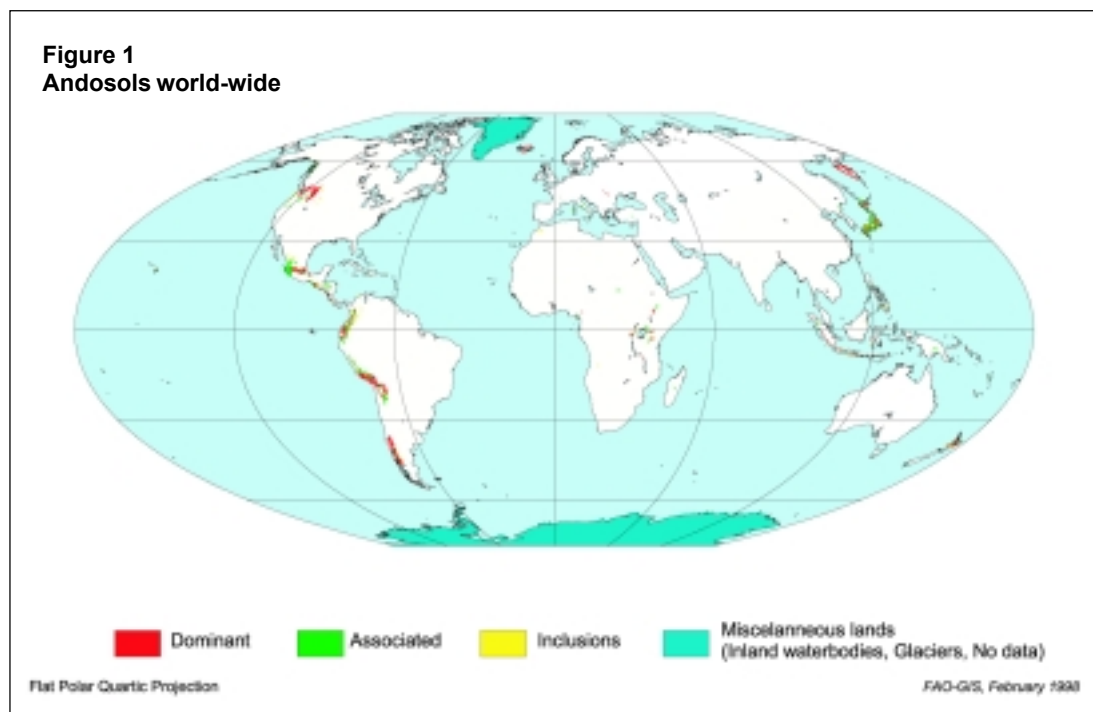 Figure 1
Andosols world-wide
Dominant
Associated
Inclusions
Miscelanneous lands
(Inland waterbodies, Glaciers, No data)
Flat Polar Quartic Projection
FAO-GIS, February 1998